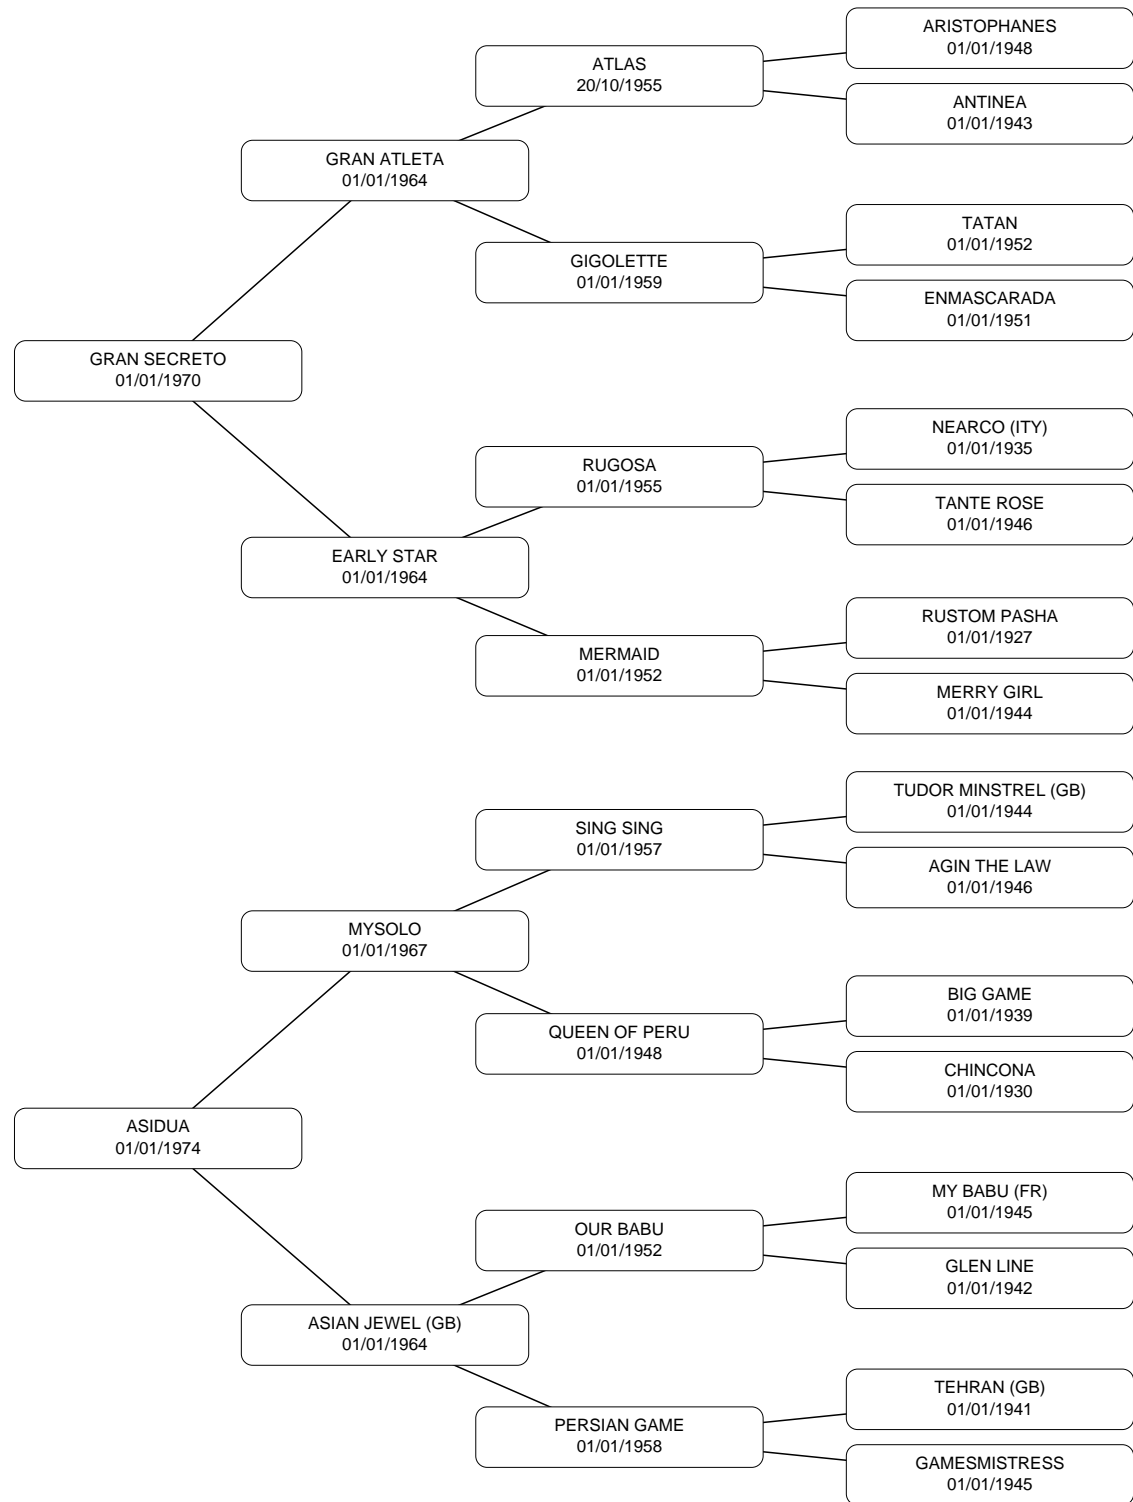 ARISTOPHANES
01/01/1948
ATLAS
20/10/1955
ANTINEA
01/01/1943
GRAN ATLETA
01/01/1964
TATAN
01/01/1952
GIGOLETTE
01/01/1959
ENMASCARADA
01/01/1951
GRAN SECRETO
01/01/1970
NEARCO (ITY)
01/01/1935
RUGOSA
01/01/1955
TANTE ROSE
01/01/1946
EARLY STAR
01/01/1964
RUSTOM PASHA
01/01/1927
MERMAID
01/01/1952
MERRY GIRL
01/01/1944
TUDOR MINSTREL (GB)
01/01/1944
SING SING
01/01/1957
AGIN THE LAW
01/01/1946
MYSOLO
01/01/1967
BIG GAME
01/01/1939
QUEEN OF PERU
01/01/1948
CHINCONA
01/01/1930
ASIDUA
01/01/1974
MY BABU (FR)
01/01/1945
OUR BABU
01/01/1952
GLEN LINE
01/01/1942
ASIAN JEWEL (GB)
01/01/1964
TEHRAN (GB)
01/01/1941
PERSIAN GAME
01/01/1958
GAMESMISTRESS
01/01/1945